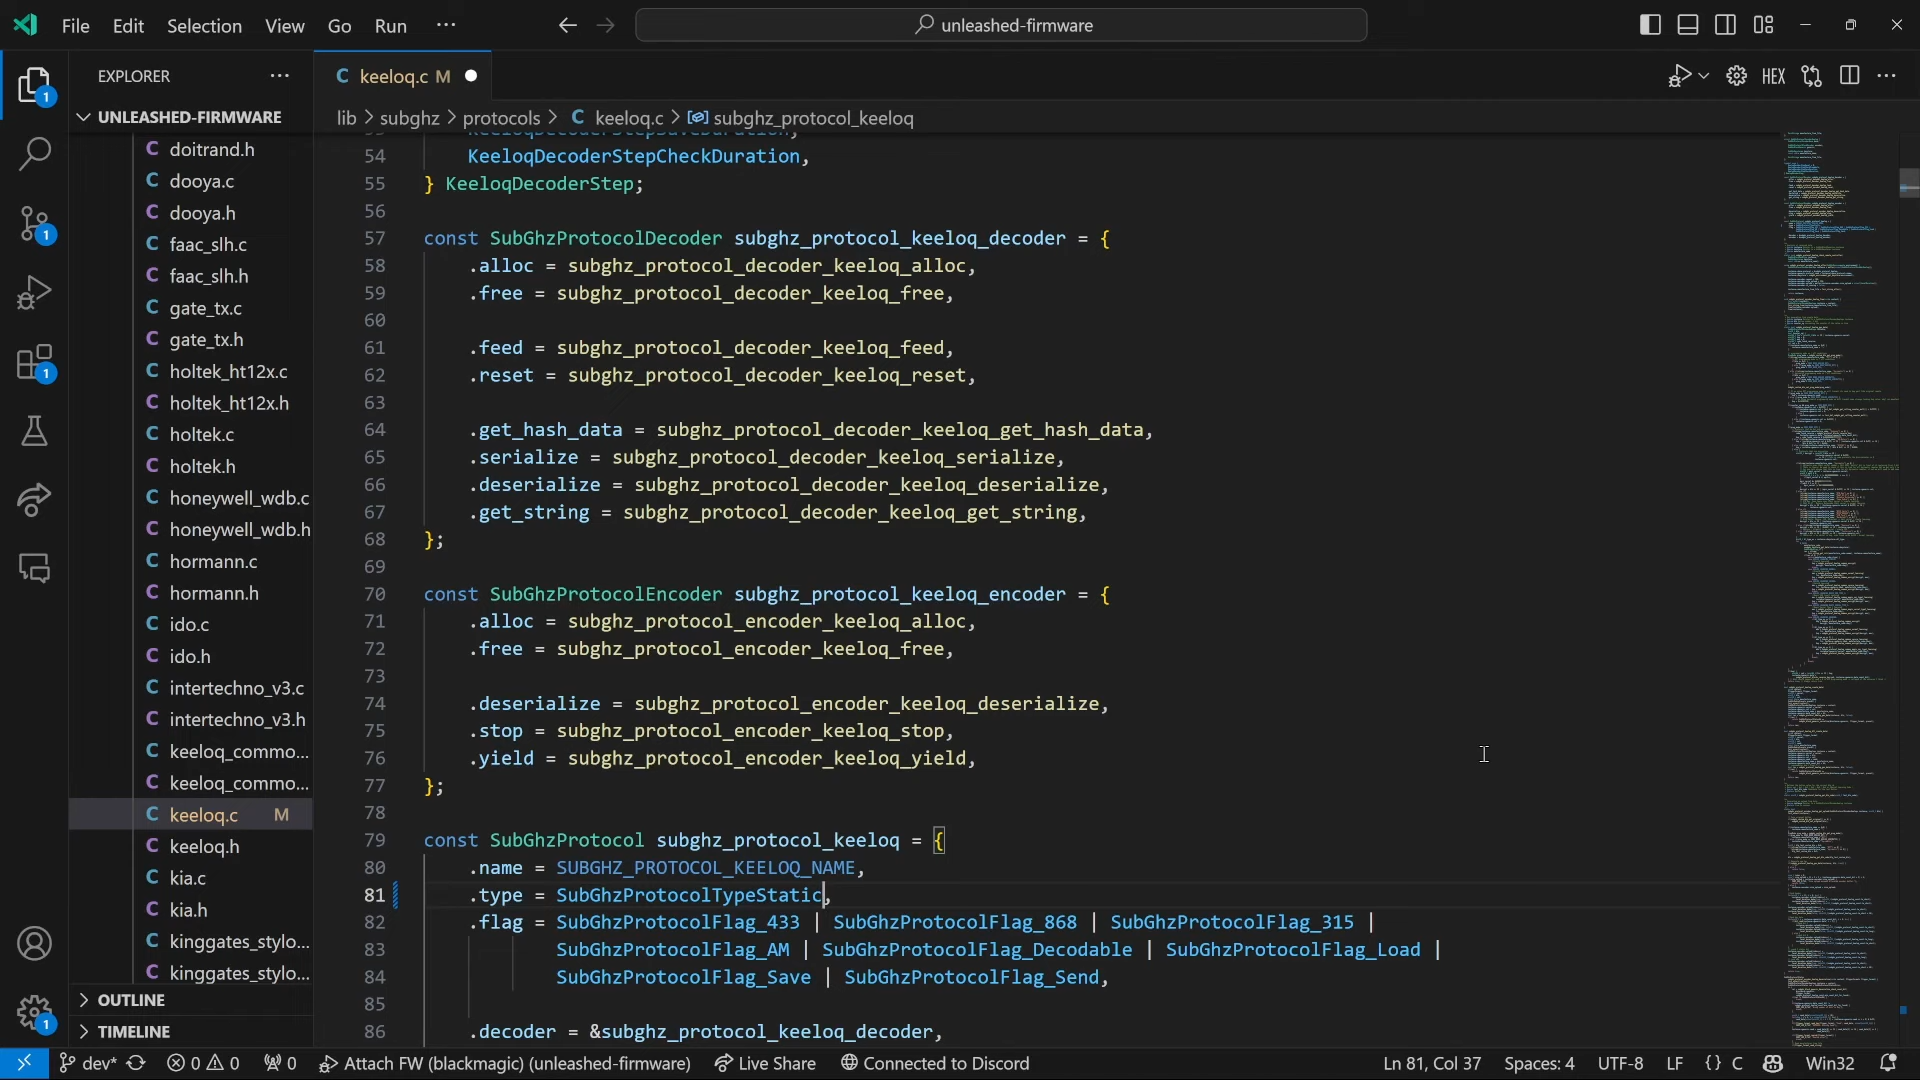 File Edit Selection View Go Run ··· unleashed-firmware
EXPLORER ···
keeloq.c M
HEX ···
UNLEASHED-FIRMWARE
lib > subghz > protocols > C keeloq.c > subghz_protocol_keeloq
C doitrand.h
C dooya.c
C dooya.h
C faac_slh.c
C faac_slh.h
C gate_tx.c
C gate_tx.h
C holtek_ht12x.c
C holtek_ht12x.h
C holtek.c
C holtek.h
C honeywell_wdb.c
C honeywell_wdb.h
C hormann.c
C hormann.h
C ido.c
C ido.h
C intertechno_v3.c
C intertechno_v3.h
C keeloq_commo...
C keeloq_commo...
C keeloq.c M
C keeloq.h
C kia.c
C kia.h
C kinggates_stylo...
C kinggates_stylo...
OUTLINE
TIMELINE
KeeloqDecoderStepSaveDuration,
54 KeeloqDecoderStepCheckDuration,
55 } KeeloqDecoderStep;
56
57 const SubGhzProtocolDecoder subghz_protocol_keeloq_decoder = {
58 .alloc = subghz_protocol_decoder_keeloq_alloc,
59 .free = subghz_protocol_decoder_keeloq_free,
60
61 .feed = subghz_protocol_decoder_keeloq_feed,
62 .reset = subghz_protocol_decoder_keeloq_reset,
63
64 .get_hash_data = subghz_protocol_decoder_keeloq_get_hash_data,
65 .serialize = subghz_protocol_decoder_keeloq_serialize,
66 .deserialize = subghz_protocol_decoder_keeloq_deserialize,
67 .get_string = subghz_protocol_decoder_keeloq_get_string,
68 };
69
70 const SubGhzProtocolEncoder subghz_protocol_keeloq_encoder = {
71 .alloc = subghz_protocol_encoder_keeloq_alloc,
72 .free = subghz_protocol_encoder_keeloq_free,
73
74 .deserialize = subghz_protocol_encoder_keeloq_deserialize,
75 .stop = subghz_protocol_encoder_keeloq_stop,
76 .yield = subghz_protocol_encoder_keeloq_yield,
77 };
78
79 const SubGhzProtocol subghz_protocol_keeloq = {
80 .name = SUBGHZ_PROTOCOL_KEELOQ_NAME,
81 .type = SubGhzProtocolTypeStatic,
82 .flag = SubGhzProtocolFlag_433 | SubGhzProtocolFlag_868 | SubGhzProtocolFlag_315 |
83 SubGhzProtocolFlag_AM | SubGhzProtocolFlag_Decodable | SubGhzProtocolFlag_Load |
84 SubGhzProtocolFlag_Save | SubGhzProtocolFlag_Send,
85
86 .decoder = &subghz_protocol_keeloq_decoder,
1
1
1
1
dev* 0 0 0 Attach FW (blackmagic) (unleashed-firmware) Live Share Connected to Discord Ln 81, Col 37 Spaces: 4 UTF-8 LF {} C Win32